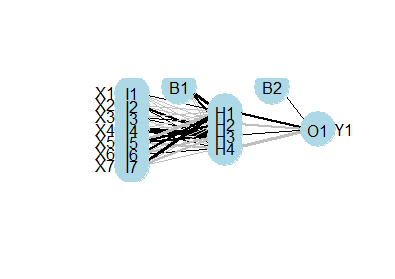 X1 I1 B1 B2
X2 I2 H1
X3 I3 H2 O1 Y1
X4 I4 H3
X5 I5 H4
X6 I6
X7 I7